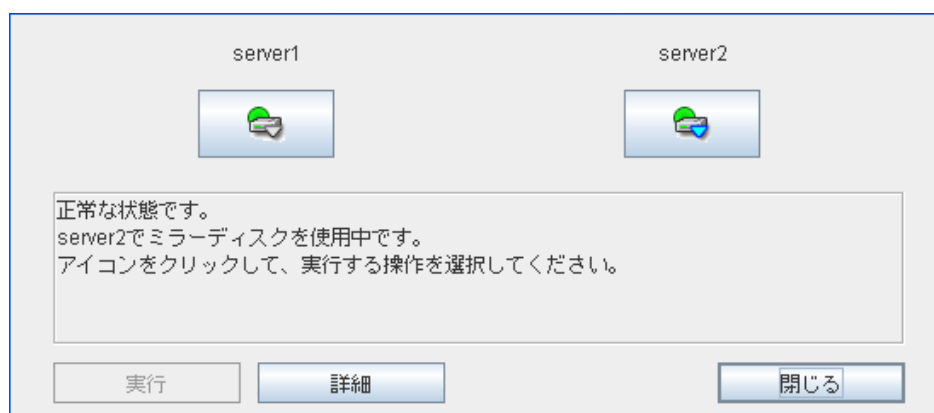 server1 server2
正常な状態です。
server2でミラーディスクを使用中です。
アイコンをクリックして、実行する操作を選択してください。
実行 詳細 閉じる